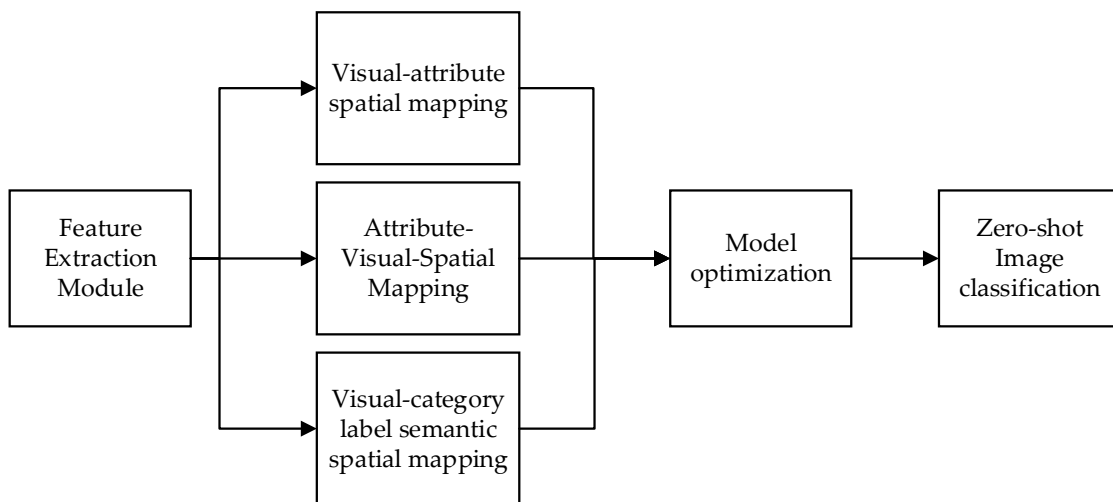 Feature
Extraction
Module
Visual-attribute
spatial mapping
Attribute-
Visual-Spatial
Mapping
Visual-category
label semantic
spatial mapping
Model
optimization
Zero-shot
Image
classification